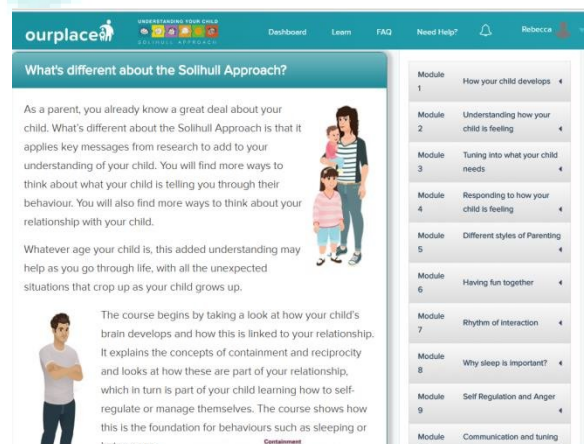 ourplace
UNDERSTANDING YOUR CHILD
SOLIHULL APPROACH
Dashboard
Learn
FAQ
Need Help?
Rebecca
What's different about the Solihull Approach?
As a parent, you already know a great deal about your
child. What's different about the Solihull Approach is that it
applies key messages from research to add to your
understanding of your child. You will find more ways to
think about what your child is telling you through their
behaviour. You will also find more ways to think about your
relationship with your child.
Whatever age your child is, this added understanding may
help as you go through life, with all the unexpected
situations that crop up as your child grows up.
The course begins by taking a look at how your child's
brain develops and how this is linked to your relationship.
It explains the concepts of containment and reciprocity
and looks at how these are part of your relationship,
which in turn is part of your child learning how to self-
regulate or manage themselves. The course shows how
this is the foundation for behaviours such as sleeping or
Containment
Module
1
How your child develops
Module
2
Understanding how your
child is feeling
Module
3
Tuning into what your child
needs
Module
4
Responding to how your
child is feeling
Module
5
Different styles of Parenting
Module
6
Having fun together
Module
7
Rhythm of interaction
Module
8
Why sleep is important?
Module
9
Self Regulation and Anger
Module
Communication and tuning